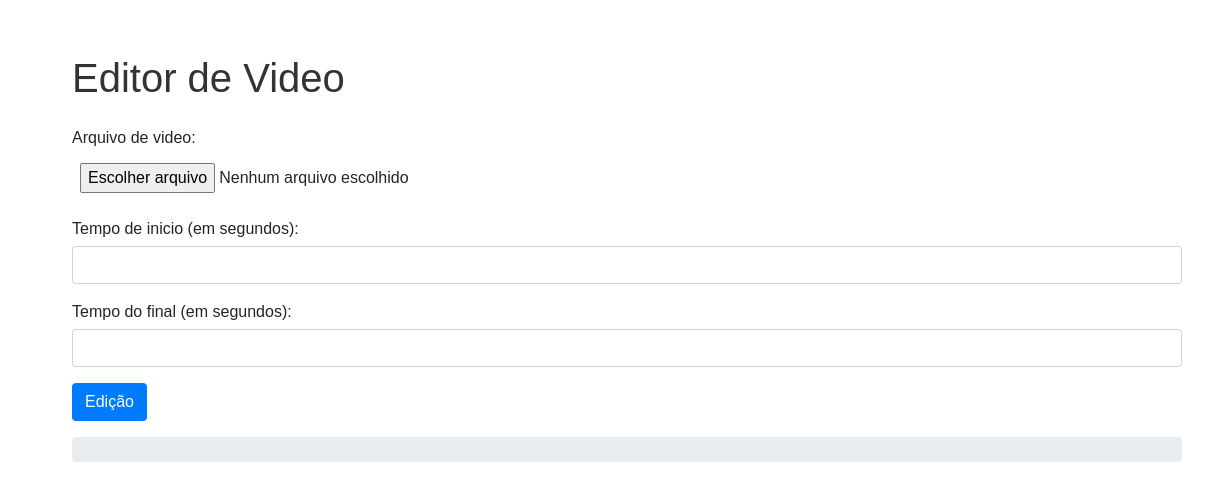 Editor de Video
Arquivo de video:
Escolher arquivo Nenhum arquivo escolhido
Tempo de inicio (em segundos):
Tempo do final (em segundos):
Edição